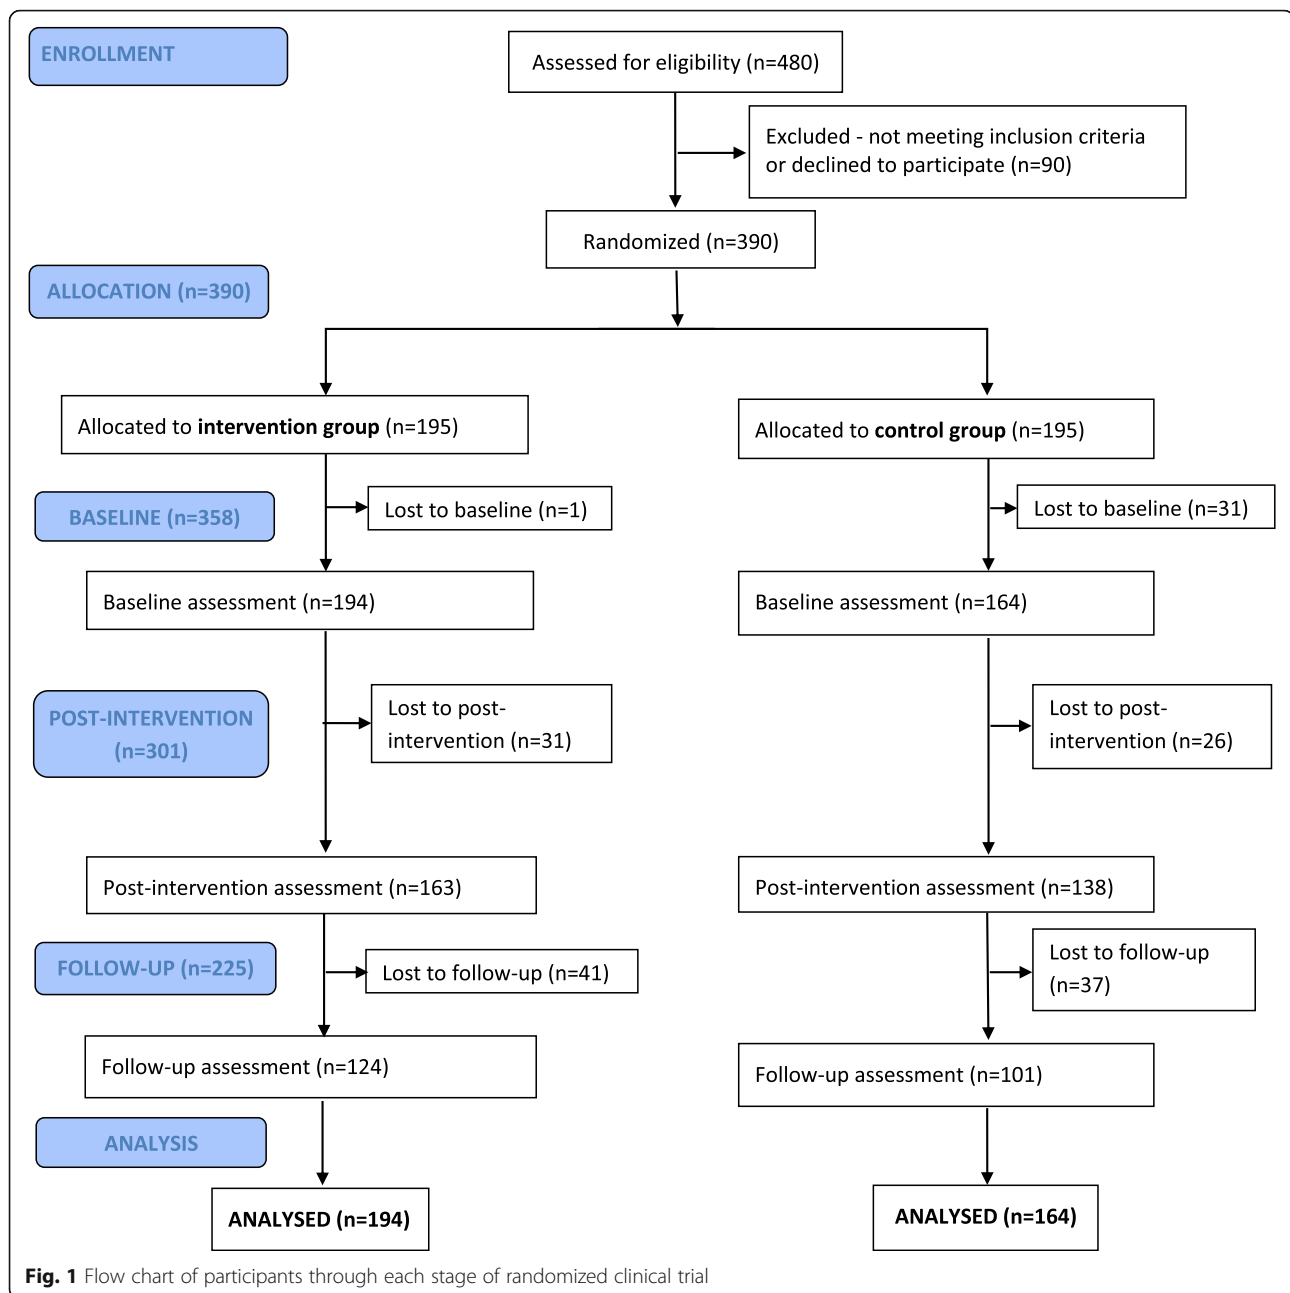 ENROLLMENT
Assessed for eligibility (n=480)
Excluded - not meeting inclusion criteria
or declined to participate (n=90)
Randomized (n=390)
ALLOCATION (n=390)
Allocated to intervention group (n=195)
Allocated to control group (n=195)
BASELINE (n=358)
Lost to baseline (n=1)
Lost to baseline (n=31)
Baseline assessment (n=194)
Baseline assessment (n=164)
POST-INTERVENTION
(n=301)
Lost to post-
intervention (n=31)
Lost to post-
intervention (n=26)
Post-intervention assessment (n=163)
Post-intervention assessment (n=138)
FOLLOW-UP (n=225)
Lost to follow-up (n=41)
Lost to follow-up
(n=37)
Follow-up assessment (n=124)
Follow-up assessment (n=101)
ANALYSIS
ANALYSED (n=194)
ANALYSED (n=164)
Fig. 1 Flow chart of participants through each stage of randomized clinical trial